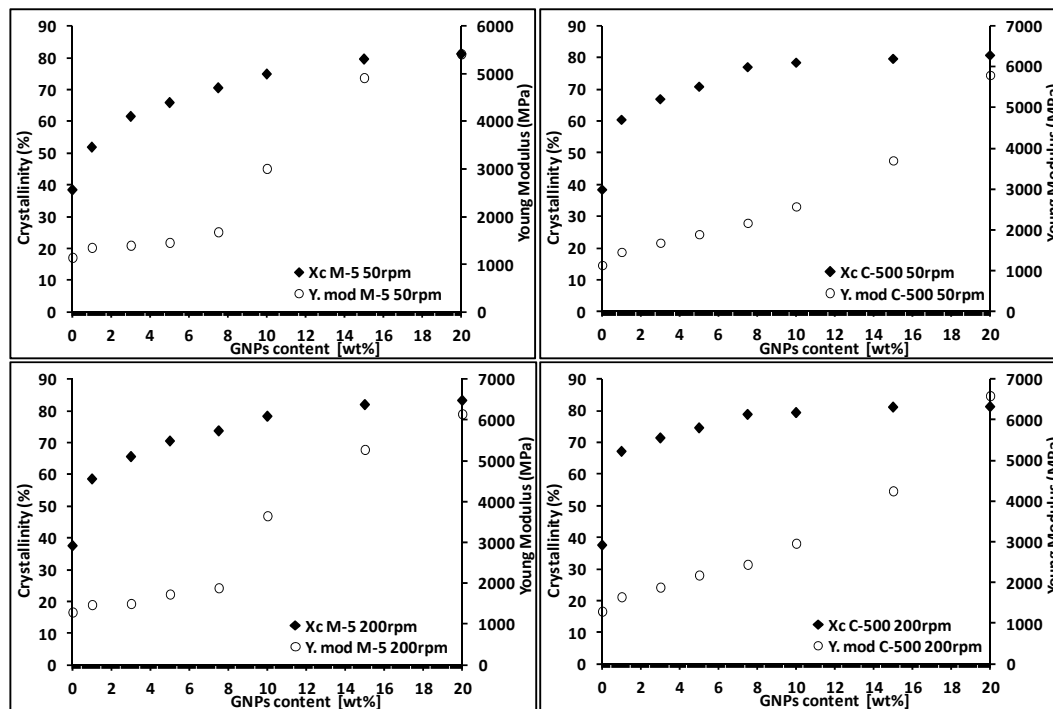 90
80
70
60
50
40
30
20
10
0
Crystallinity (%)
6000
5000
4000
3000
2000
1000
0
Young Modulus (MPa)
Xc M-5 50rpm
Y. mod M-5 50rpm
0 2 4 6 8 10 12 14 16 18 20
GNPs content [wt%]
90
80
70
60
50
40
30
20
10
0
Crystallinity (%)
7000
6000
5000
4000
3000
2000
1000
0
Young Modulus (MPa)
Xc C-500 50rpm
Y. mod C-500 50rpm
0 2 4 6 8 10 12 14 16 18 20
GNPs content [wt%]
90
80
70
60
50
40
30
20
10
0
Crystallinity (%)
7000
6000
5000
4000
3000
2000
1000
0
Young Modulus (MPa)
Xc M-5 200rpm
Y. mod M-5 200rpm
0 2 4 6 8 10 12 14 16 18 20
GNPs content [wt%]
90
80
70
60
50
40
30
20
10
0
Crystallinity (%)
7000
6000
5000
4000
3000
2000
1000
0
Young Modulus (MPa)
Xc C-500 200rpm
Y. mod C-500 200rpm
0 2 4 6 8 10 12 14 16 18 20
GNPs content [wt%]